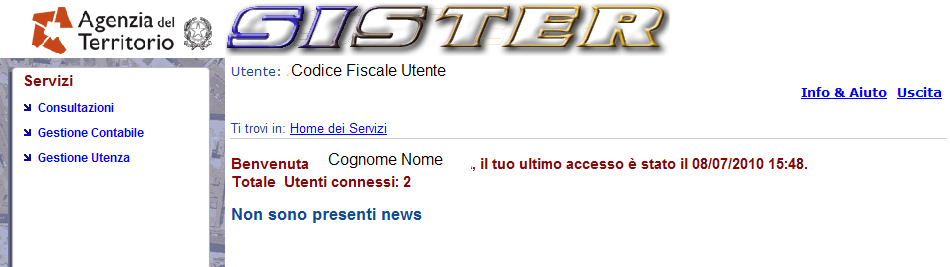 Agenzia del
Territorio
SISTER
Servizi
Consultazioni
Gestione Contabile
Gestione Utenza
Utente: Codice Fiscale Utente
Info & Aiuto Uscita
Ti trovi in: Home dei Servizi
Benvenuta Cognome Nome , il tuo ultimo accesso è stato il 08/07/2010 15:48.
Totale Utenti connessi: 2
Non sono presenti news